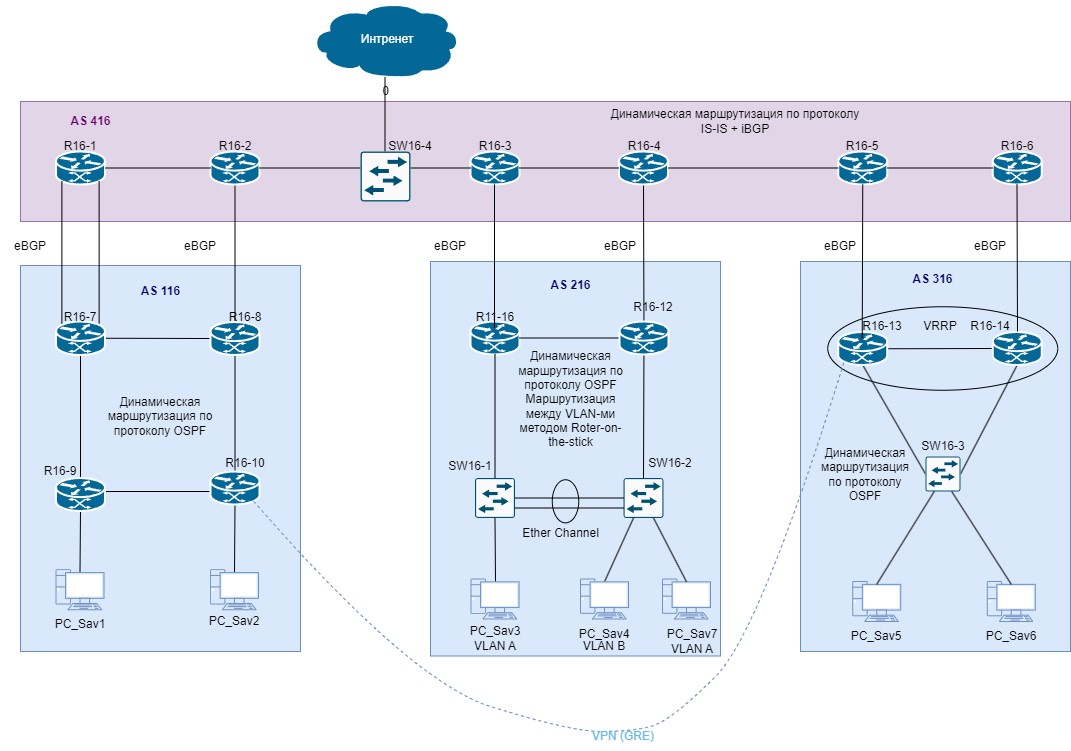 Интренет
0
AS 416
Динамическая маршрутизация по протоколу
IS-IS + iBGP
R16-1
R16-2
SW16-4
R16-3
R16-4
R16-5
R16-6
eBGP
eBGP
eBGP
eBGP
eBGP
eBGP
AS 116
AS 216
AS 316
R16-7
R16-8
R11-16
R16-12
R16-13
VRRP
R16-14
Динамическая
маршрутизация по
протоколу OSPF
Динамическая
маршрутизация по
протоколу OSPF
Маршрутизация
между VLAN-ми
методом Roter-on-
the-stick
Динамическая
маршрутизация
по протоколу
OSPF
R16-9
R16-10
SW16-1
SW16-2
SW16-3
Ether Channel
PC_Sav1
PC_Sav2
PC_Sav3
VLAN A
PC_Sav4
VLAN B
PC_Sav7
VLAN A
PC_Sav5
PC_Sav6
VPN (GRE)